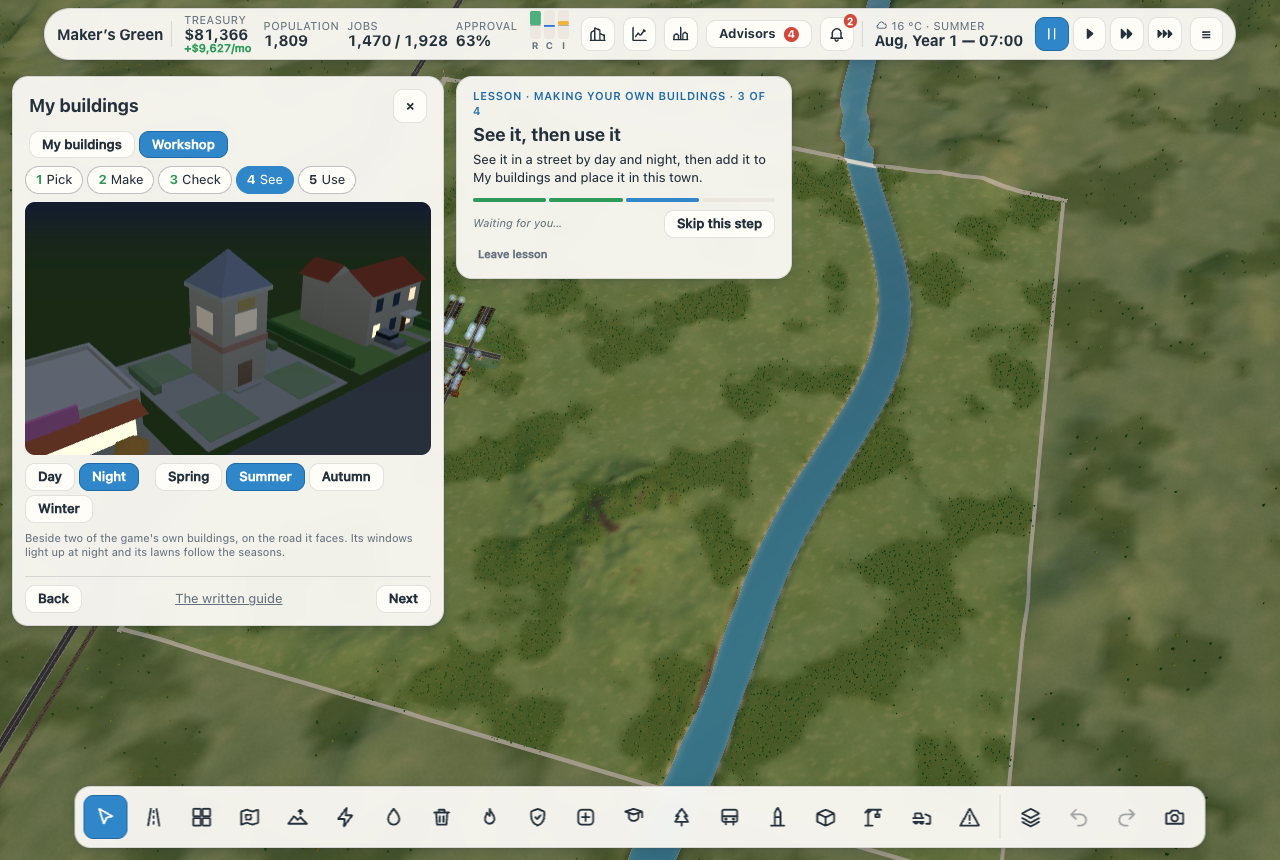 Maker's Green
TREASURY
$81,366
+$9,627/mo
POPULATION
1,809
JOBS
1,470 / 1,928
APPROVAL
63%
R C I
Advisors 4
2
16 °C · SUMMER
Aug, Year 1 — 07:00
My buildings
×
My buildings
Workshop
1 Pick
2 Make
3 Check
4 See
5 Use
Day
Night
Spring
Summer
Autumn
Winter
Beside two of the game's own buildings, on the road it faces. Its windows
light up at night and its lawns follow the seasons.
Back
The written guide
Next
LESSON · MAKING YOUR OWN BUILDINGS · 3 OF
4
See it, then use it
See it in a street by day and night, then add it to
My buildings and place it in this town.
Waiting for you…
Skip this step
Leave lesson